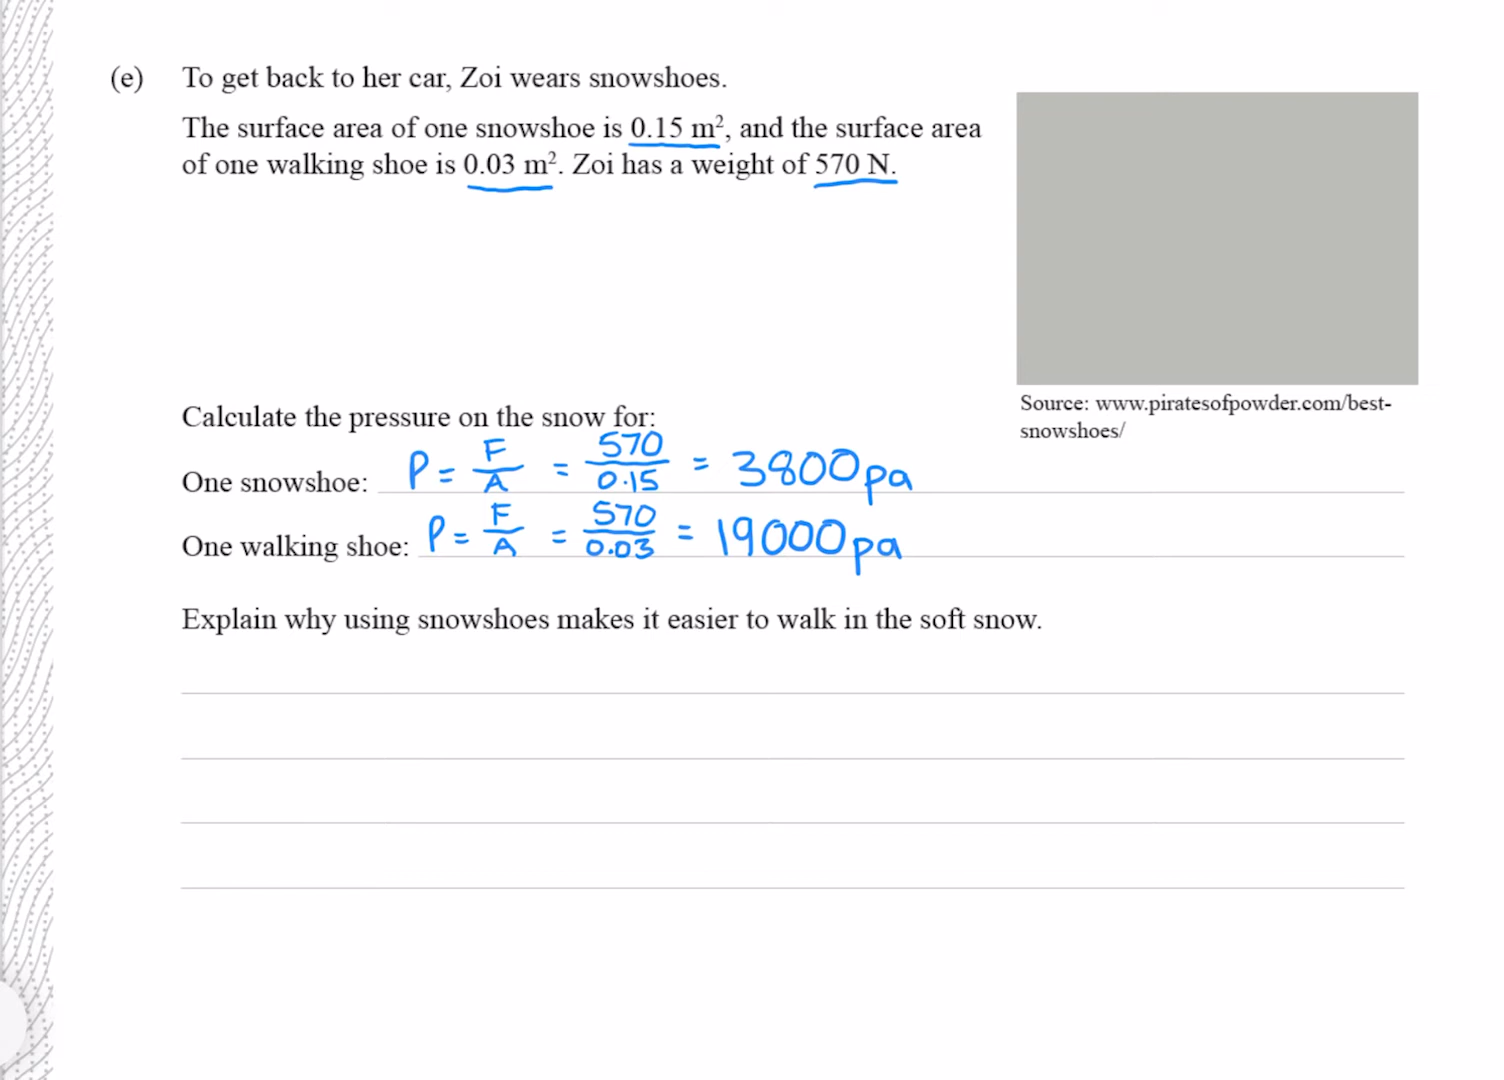 (e) To get back to her car, Zoi wears snowshoes.
The surface area of one snowshoe is 0.15 m², and the surface area
of one walking shoe is 0.03 m². Zoi has a weight of 570 N.
Source: www.piratesofpowder.com/best-
snowshoes/
Calculate the pressure on the snow for:
One snowshoe: P = F/A = 570/0.15 = 3800pa
One walking shoe: P = F/A = 570/0.03 = 19000pa
Explain why using snowshoes makes it easier to walk in the soft snow.